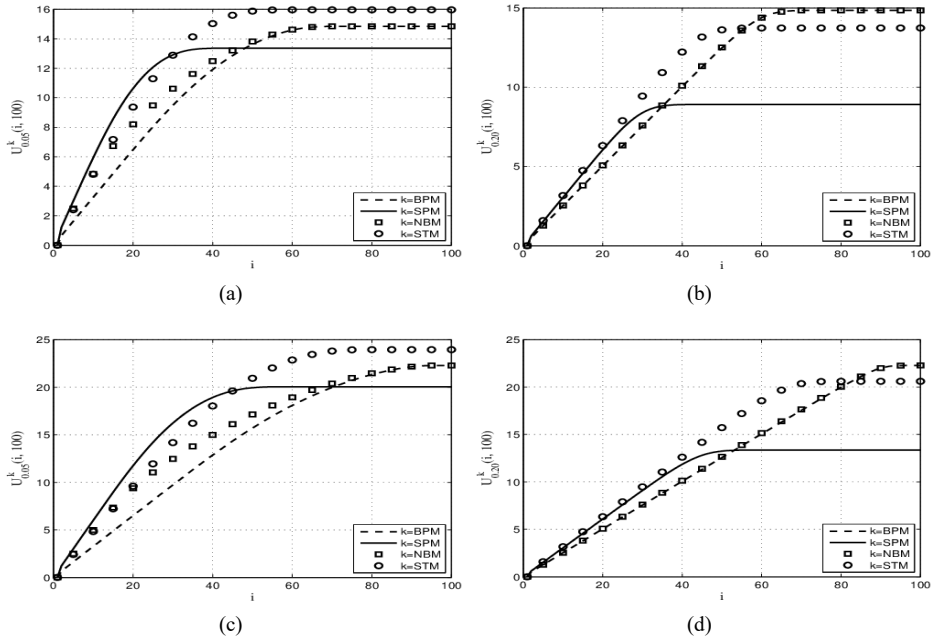 16
14
12
10
8
6
4
2
0
U^k_{0.05}(i, 100)
0 20 40 60 80 100
i
k=BPM
k=SPM
k=NBM
k=STM
(a)
15
10
5
0
U^k_{0.20}(i, 100)
0 20 40 60 80 100
i
k=BPM
k=SPM
k=NBM
k=STM
(b)
25
20
15
10
5
0
U^k_{0.05}(i, 100)
0 20 40 60 80 100
i
k=BPM
k=SPM
k=NBM
k=STM
(c)
25
20
15
10
5
0
U^k_{0.20}(i, 100)
0 20 40 60 80 100
i
k=BPM
k=SPM
k=NBM
k=STM
(d)